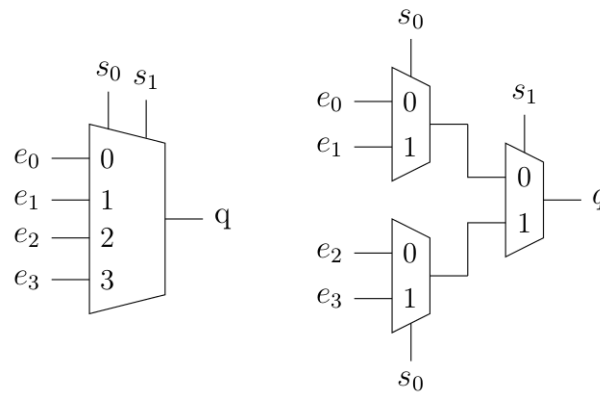 s₀ s₁
e₀ 0
e₁ 1
e₂ 2
e₃ 3
q
s₀
e₀ 0
e₁ 1
s₁
0
1
q
e₂ 0
e₃ 1
s₀